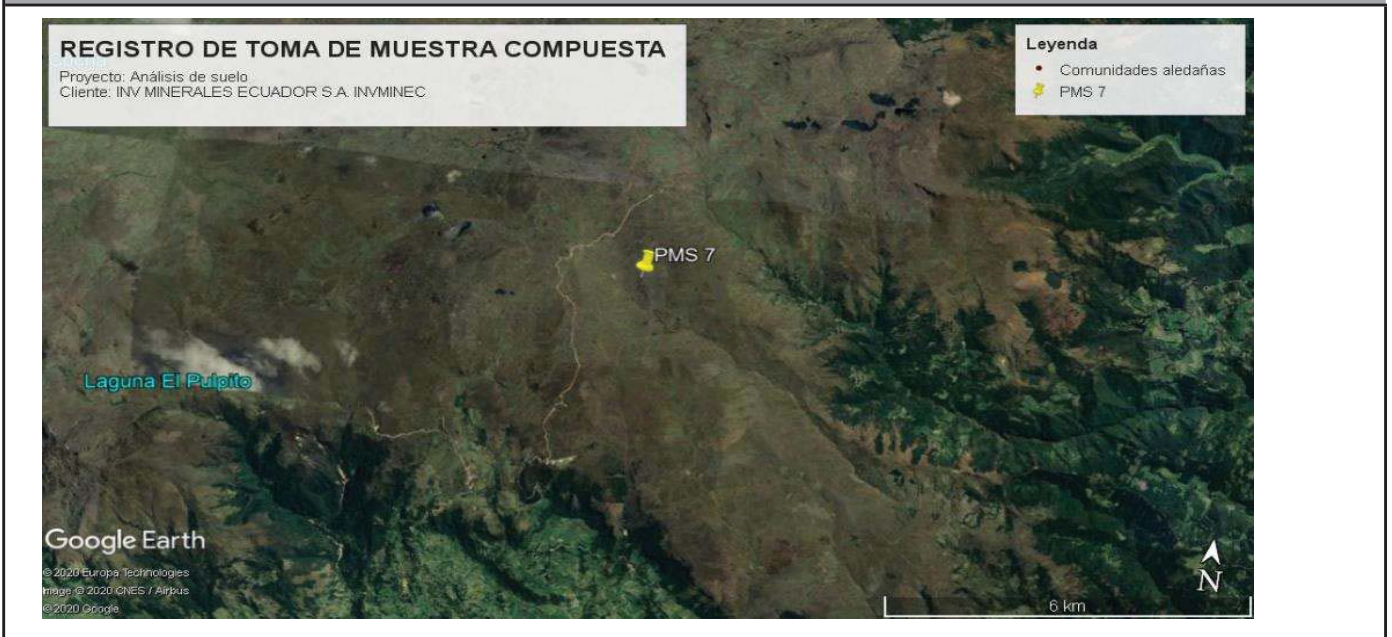 REGISTRO DE TOMA DE MUESTRA COMPUESTA
Proyecto: Análisis de suelo
Cliente: INV MINERALES ECUADOR S.A. INVMINEC
Leyenda
Comunidades aledañas
PMS 7
PMS 7
Laguna El Pulpito
Google Earth
© 2020 Europa Technologies
Image © 2020 CNES / Airbus
© 2020 Google
N
6 km